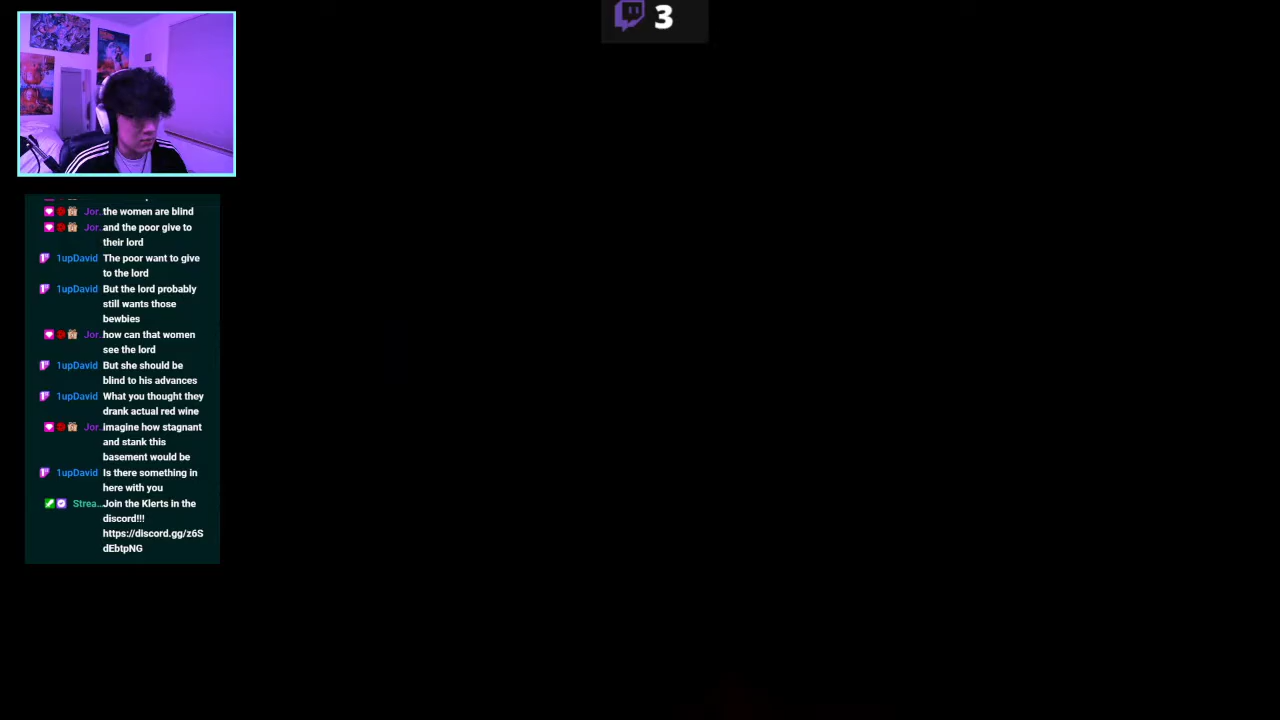 3
Jor..the women are blind
Jor..and the poor give to
their lord
1upDavid The poor want to give
to the lord
1upDavid But the lord probably
still wants those
bewbies
Jor..how can that women
see the lord
1upDavid But she should be
blind to his advances
1upDavid What you thought they
drank actual red wine
Jor..imagine how stagnant
and stank this
basement would be
1upDavid Is there something in
here with you
Strea...Join the Klerts in the
discord!!!
https://discord.gg/z6S
dEbtpNG